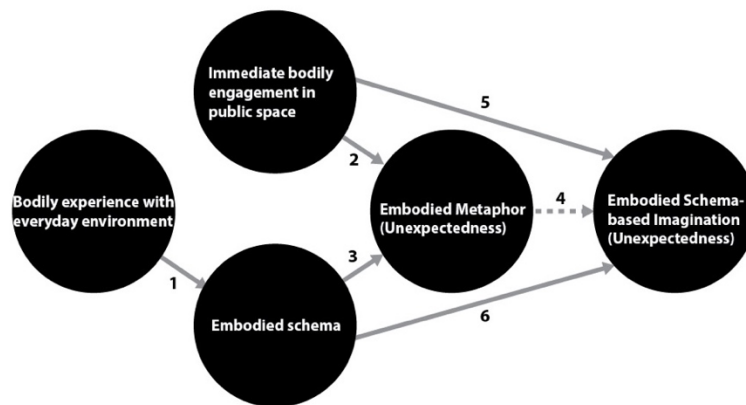 Immediate bodily
engagement in
public space
5
2
Bodily experience with
everyday environment
Embodied Metaphor
(Unexpectedness)
4
Embodied Schema-
based Imagination
(Unexpectedness)
1
3
Embodied schema
6